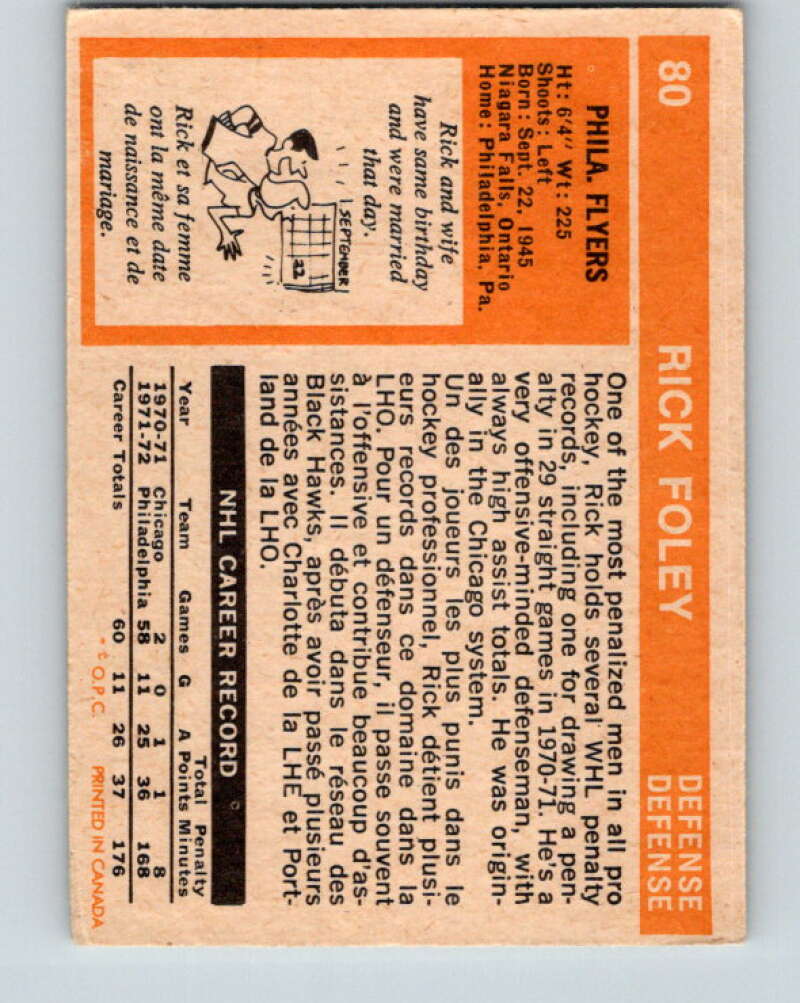 80
RICK FOLEY
DEFENSE
DEFENSE
PHILA. FLYERS
Ht: 6'4" Wt: 225
Shoots: Left
Born: Sept. 22, 1945
Niagara Falls, Ontario
Home: Philadelphia, Pa.
Rick and wife
have same birthday
and were married
that day.
SEPTEMBER
22
Rick et sa femme
ont la même date
de naissance et de
mariage.
One of the most penalized men in all pro
hockey, Rick holds several WHL penalty
records, including one for drawing a pen-
alty in 29 straight games in 1970-71. He's a
very offensive-minded defenseman, with
always high assist totals. He was origin-
ally in the Chicago system.
Un des joueurs les plus punis dans le
hockey professionnel, Rick détient plusi-
eurs records dans ce domaine dans la
LHO. Pour un défenseur, il passe souvent
à l'offensive et contribue beaucoup d'as-
sistances. Il débuta dans le réseau des
Black Hawks, après avoir passé plusieurs
années avec Charlotte de la LHE et Port-
land de la LHO.
NHL CAREER RECORD
Total Penalty
Year Team Games G A Points Minutes
1970-71 Chicago 2 0 1 1 8
1971-72 Philadelphia 58 11 25 36 168
Career Totals 60 11 26 37 176
* © O.P.C. PRINTED IN CANADA